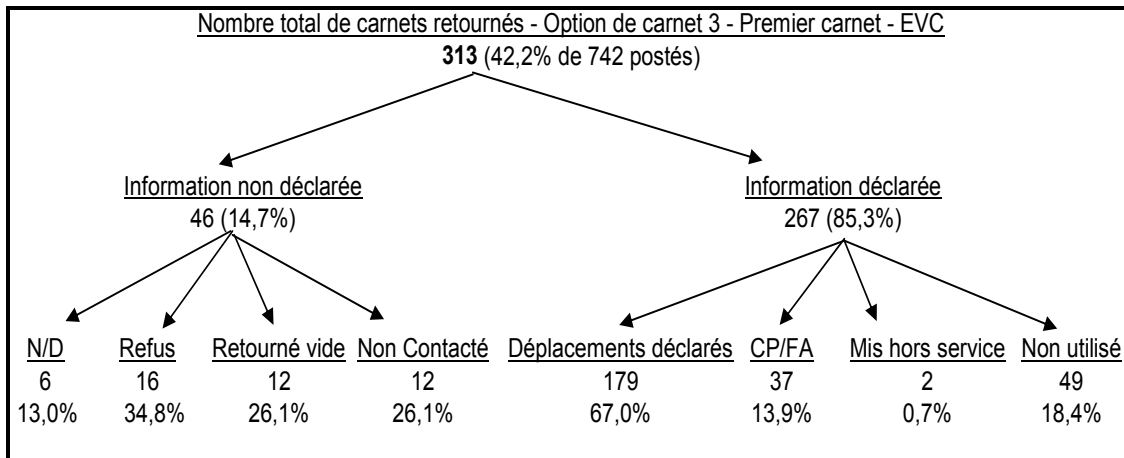 Nombre total de carnets retournés - Option de carnet 3 - Premier carnet - EVC
313 (42,2% de 742 postés)
Information non déclarée Information déclarée
46 (14,7%) 267 (85,3%)
N/D Refus Retourné vide Non Contacté Déplacements déclarés CP/FA Mis hors service Non utilisé
6 16 12 12 179 37 2 49
13,0% 34,8% 26,1% 26,1% 67,0% 13,9% 0,7% 18,4%